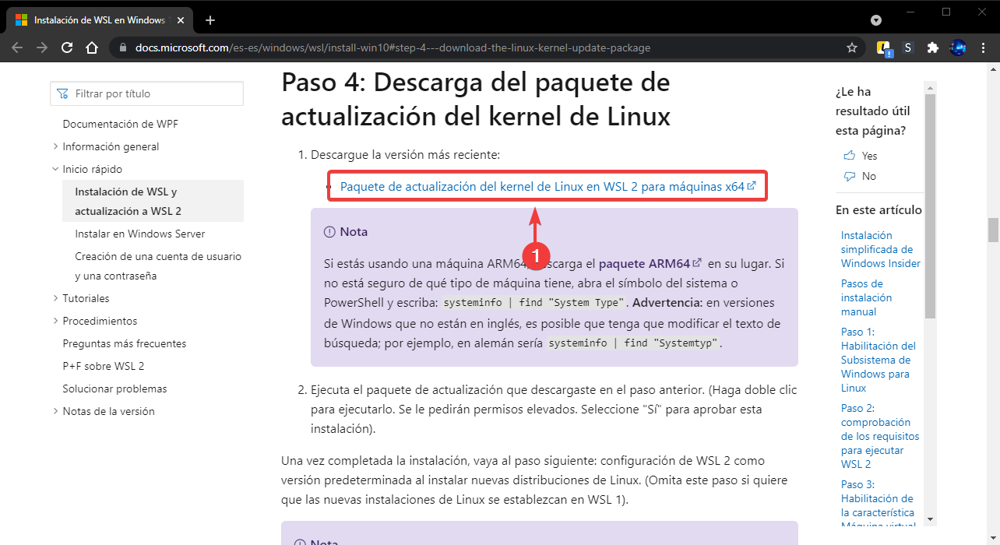 Instalación de WSL en Windows
docs.microsoft.com/es-es/windows/wsl/install-win10#step-4---download-the-linux-kernel-update-package
S
Filtrar por título
Documentación de WPF
Información general
Inicio rápido
Instalación de WSL y
actualización a WSL 2
Instalar en Windows Server
Creación de una cuenta de usuario
y una contraseña
Tutoriales
Procedimientos
Preguntas más frecuentes
P+F sobre WSL 2
Solucionar problemas
Notas de la versión
Paso 4: Descarga del paquete de
actualización del kernel de Linux
1. Descargue la versión más reciente:
Paquete de actualización del kernel de Linux en WSL 2 para máquinas x64
1
Nota
Si estás usando una máquina ARM64, descarga el paquete ARM64 en su lugar. Si
no está seguro de qué tipo de máquina tiene, abra el símbolo del sistema o
PowerShell y escriba: systeminfo | find "System Type". Advertencia: en versiones
de Windows que no están en inglés, es posible que tenga que modificar el texto de
búsqueda; por ejemplo, en alemán sería systeminfo | find "Systemtyp".
2. Ejecuta el paquete de actualización que descargaste en el paso anterior. (Haga doble clic
para ejecutarlo. Se le pedirán permisos elevados. Seleccione "Sí" para aprobar esta
instalación).
Una vez completada la instalación, vaya al paso siguiente: configuración de WSL 2 como
versión predeterminada al instalar nuevas distribuciones de Linux. (Omita este paso si quiere
que las nuevas instalaciones de Linux se establezcan en WSL 1).
Nota
¿Le ha
resultado útil
esta página?
Yes
No
En este artículo
Instalación
simplificada de
Windows Insider
Pasos de
instalación
manual
Paso 1:
Habilitación del
Subsistema de
Windows para
Linux
Paso 2:
comprobación
de los requisitos
para ejecutar
WSL 2
Paso 3:
Habilitación de
la característica
Máquina virtual